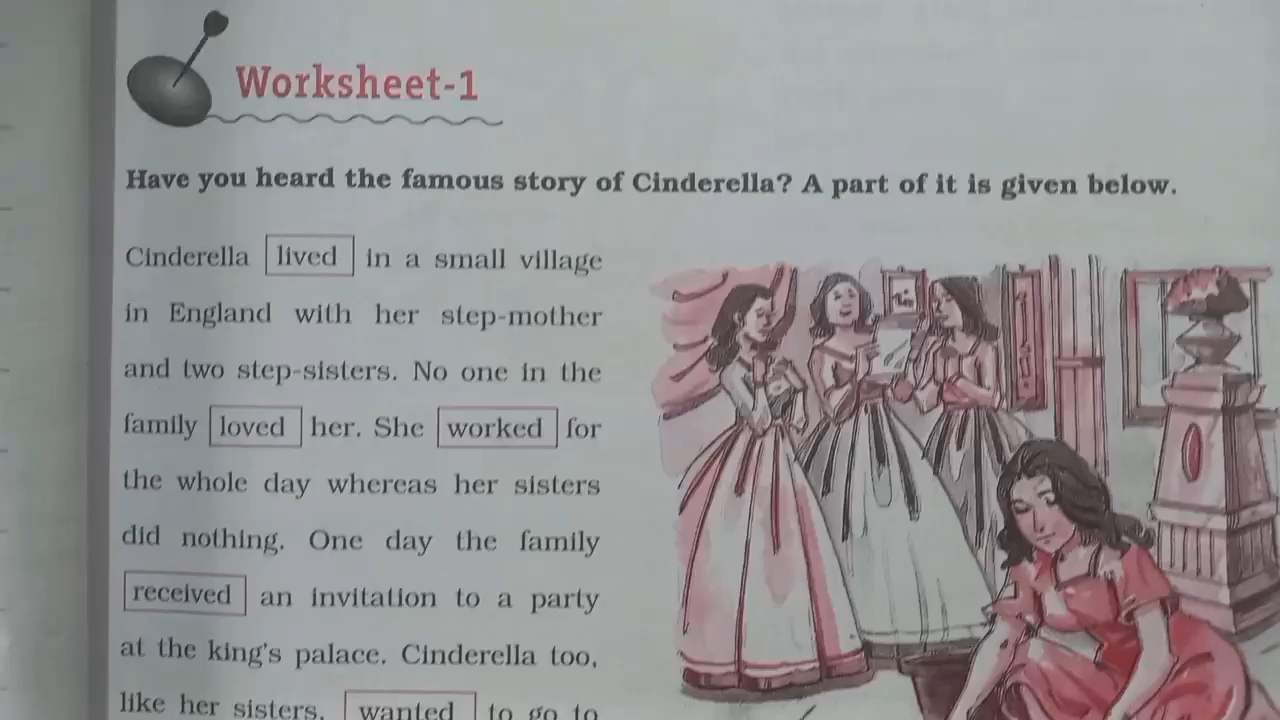 Worksheet-1
Have you heard the famous story of Cinderella? A part of it is given below.
Cinderella lived in a small village
in England with her step-mother
and two step-sisters. No one in the
family loved her. She worked for
the whole day whereas her sisters
did nothing. One day the family
received an invitation to a party
at the king's palace. Cinderella too,
like her sisters, wanted to go to